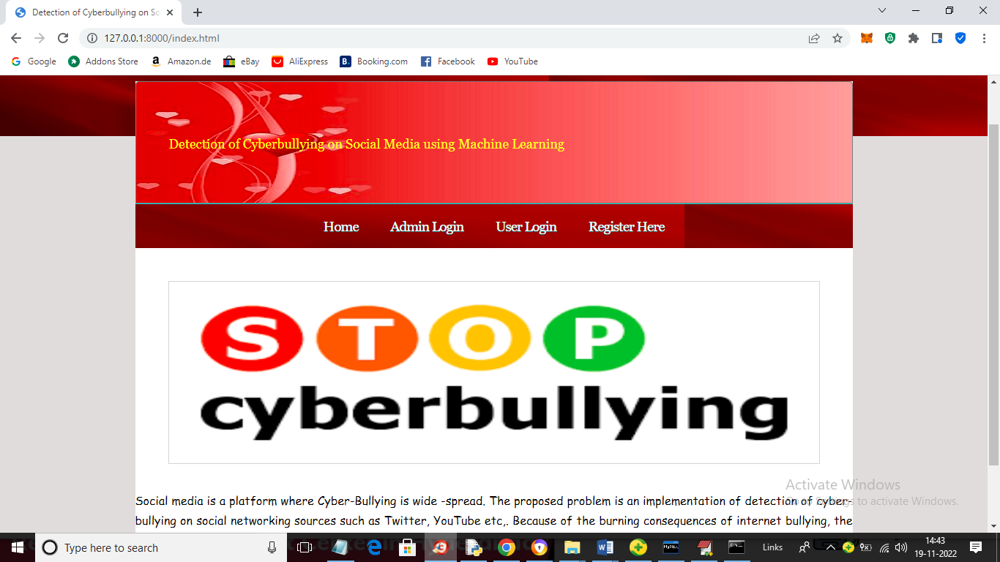 Detection of Cyberbullying on So
127.0.0.1:8000/index.html
Google Addons Store Amazon.de eBay AliExpress Booking.com Facebook YouTube
Detection of Cyberbullying on Social Media using Machine Learning
Home Admin Login User Login Register Here
STOP
cyberbullying
Activate Windows
Go to Settings to activate Windows.
Social media is a platform where Cyber-Bullying is wide -spread. The proposed problem is an implementation of detection of cyber-
bullying on social networking sources such as Twitter, YouTube etc,. Because of the burning consequences of internet bullying, the
Type here to search
Links
14:43
19-11-2022